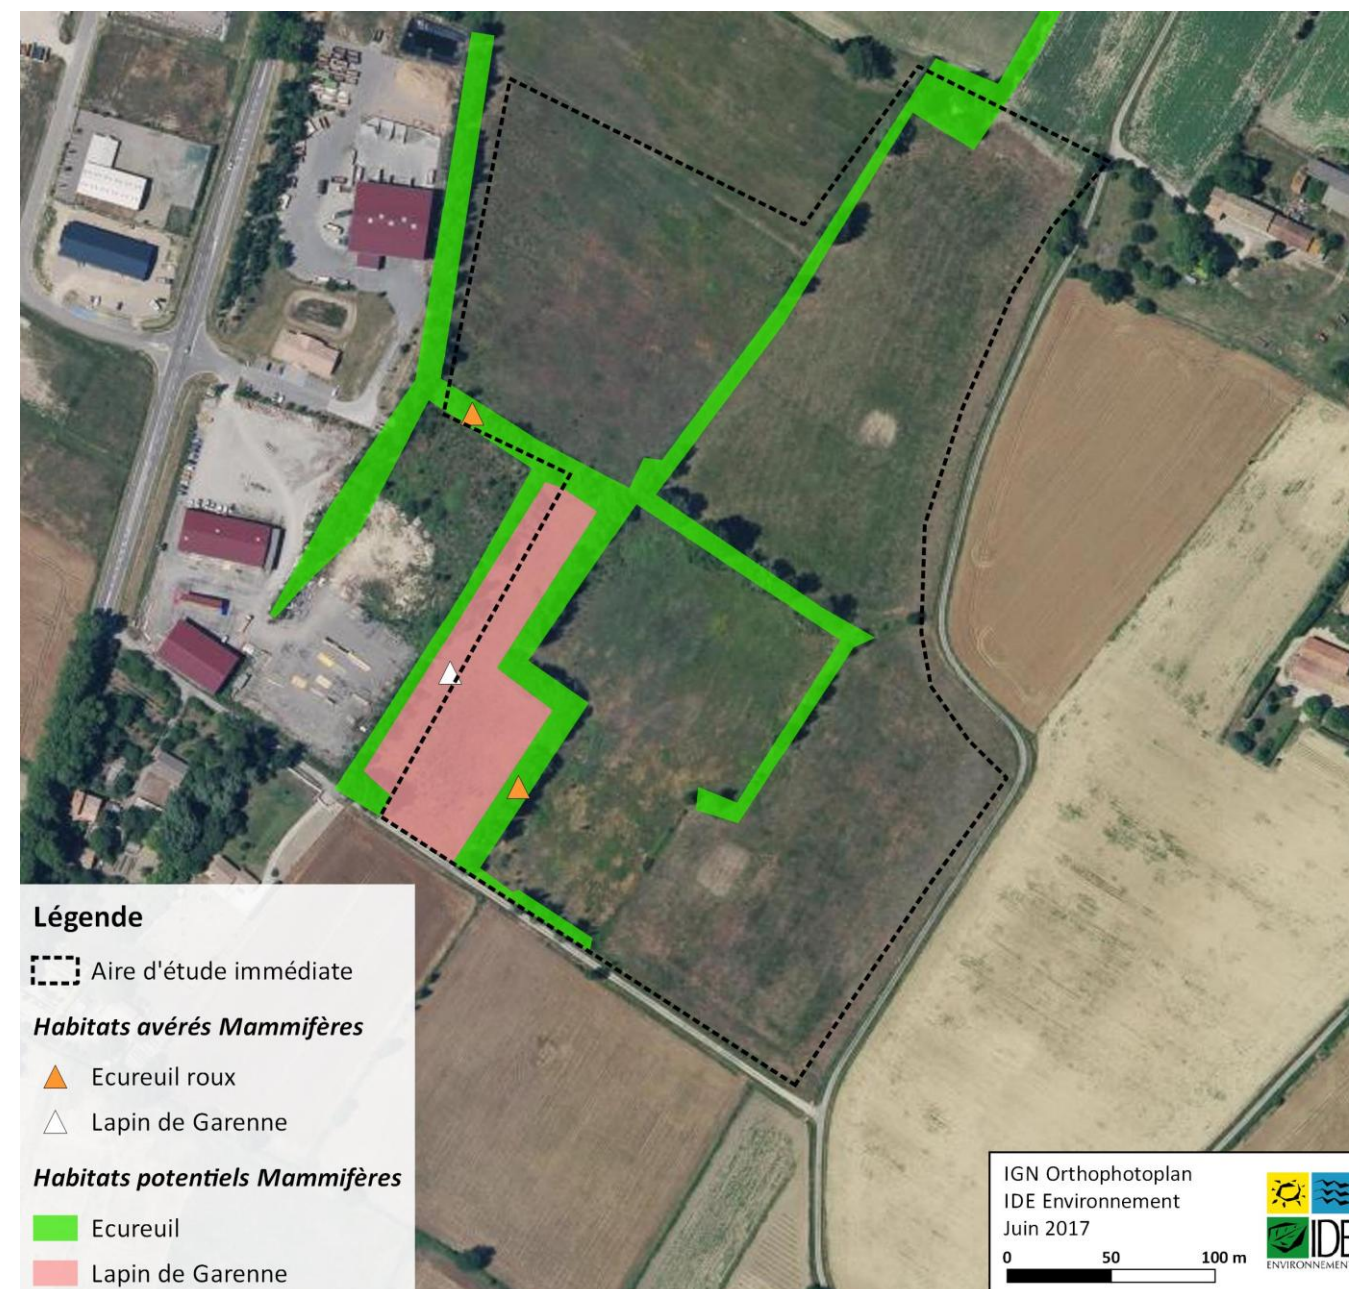 Légende
Aire d'étude immédiate
Habitats avérés Mammifères
Ecureuil roux
Lapin de Garenne
Habitats potentiels Mammifères
Ecureuil
Lapin de Garenne
IGN Orthophotoplan
IDE Environnement
Juin 2017
0 50 100 m
IDE
ENVIRONNEMENT